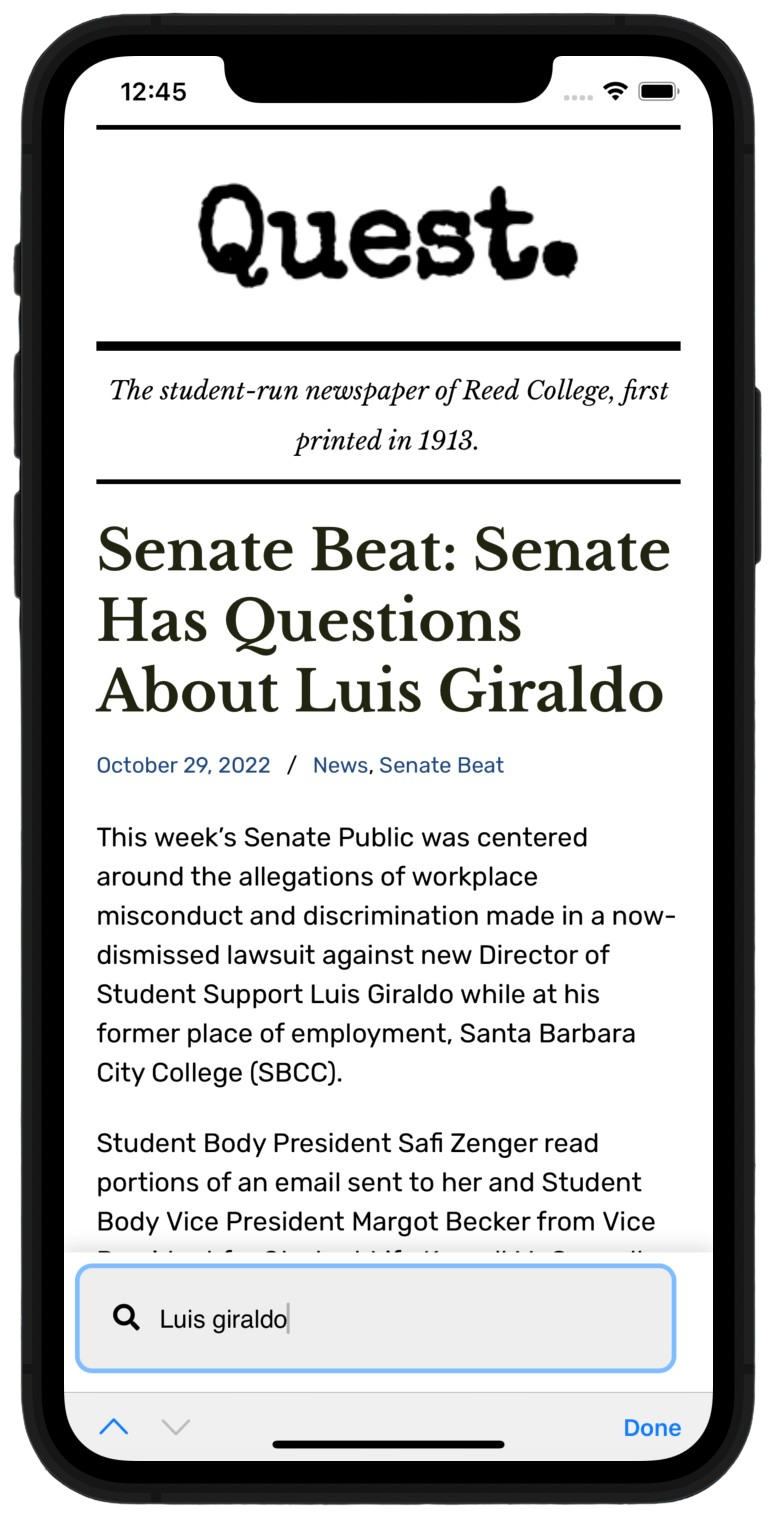 12:45
Quest.
The student-run newspaper of Reed College, first
printed in 1913.
Senate Beat: Senate
Has Questions
About Luis Giraldo
October 29, 2022 / News, Senate Beat
This week's Senate Public was centered
around the allegations of workplace
misconduct and discrimination made in a now-
dismissed lawsuit against new Director of
Student Support Luis Giraldo while at his
former place of employment, Santa Barbara
City College (SBCC).
Student Body President Safi Zenger read
portions of an email sent to her and Student
Body Vice President Margot Becker from Vice
Luis giraldo
Done